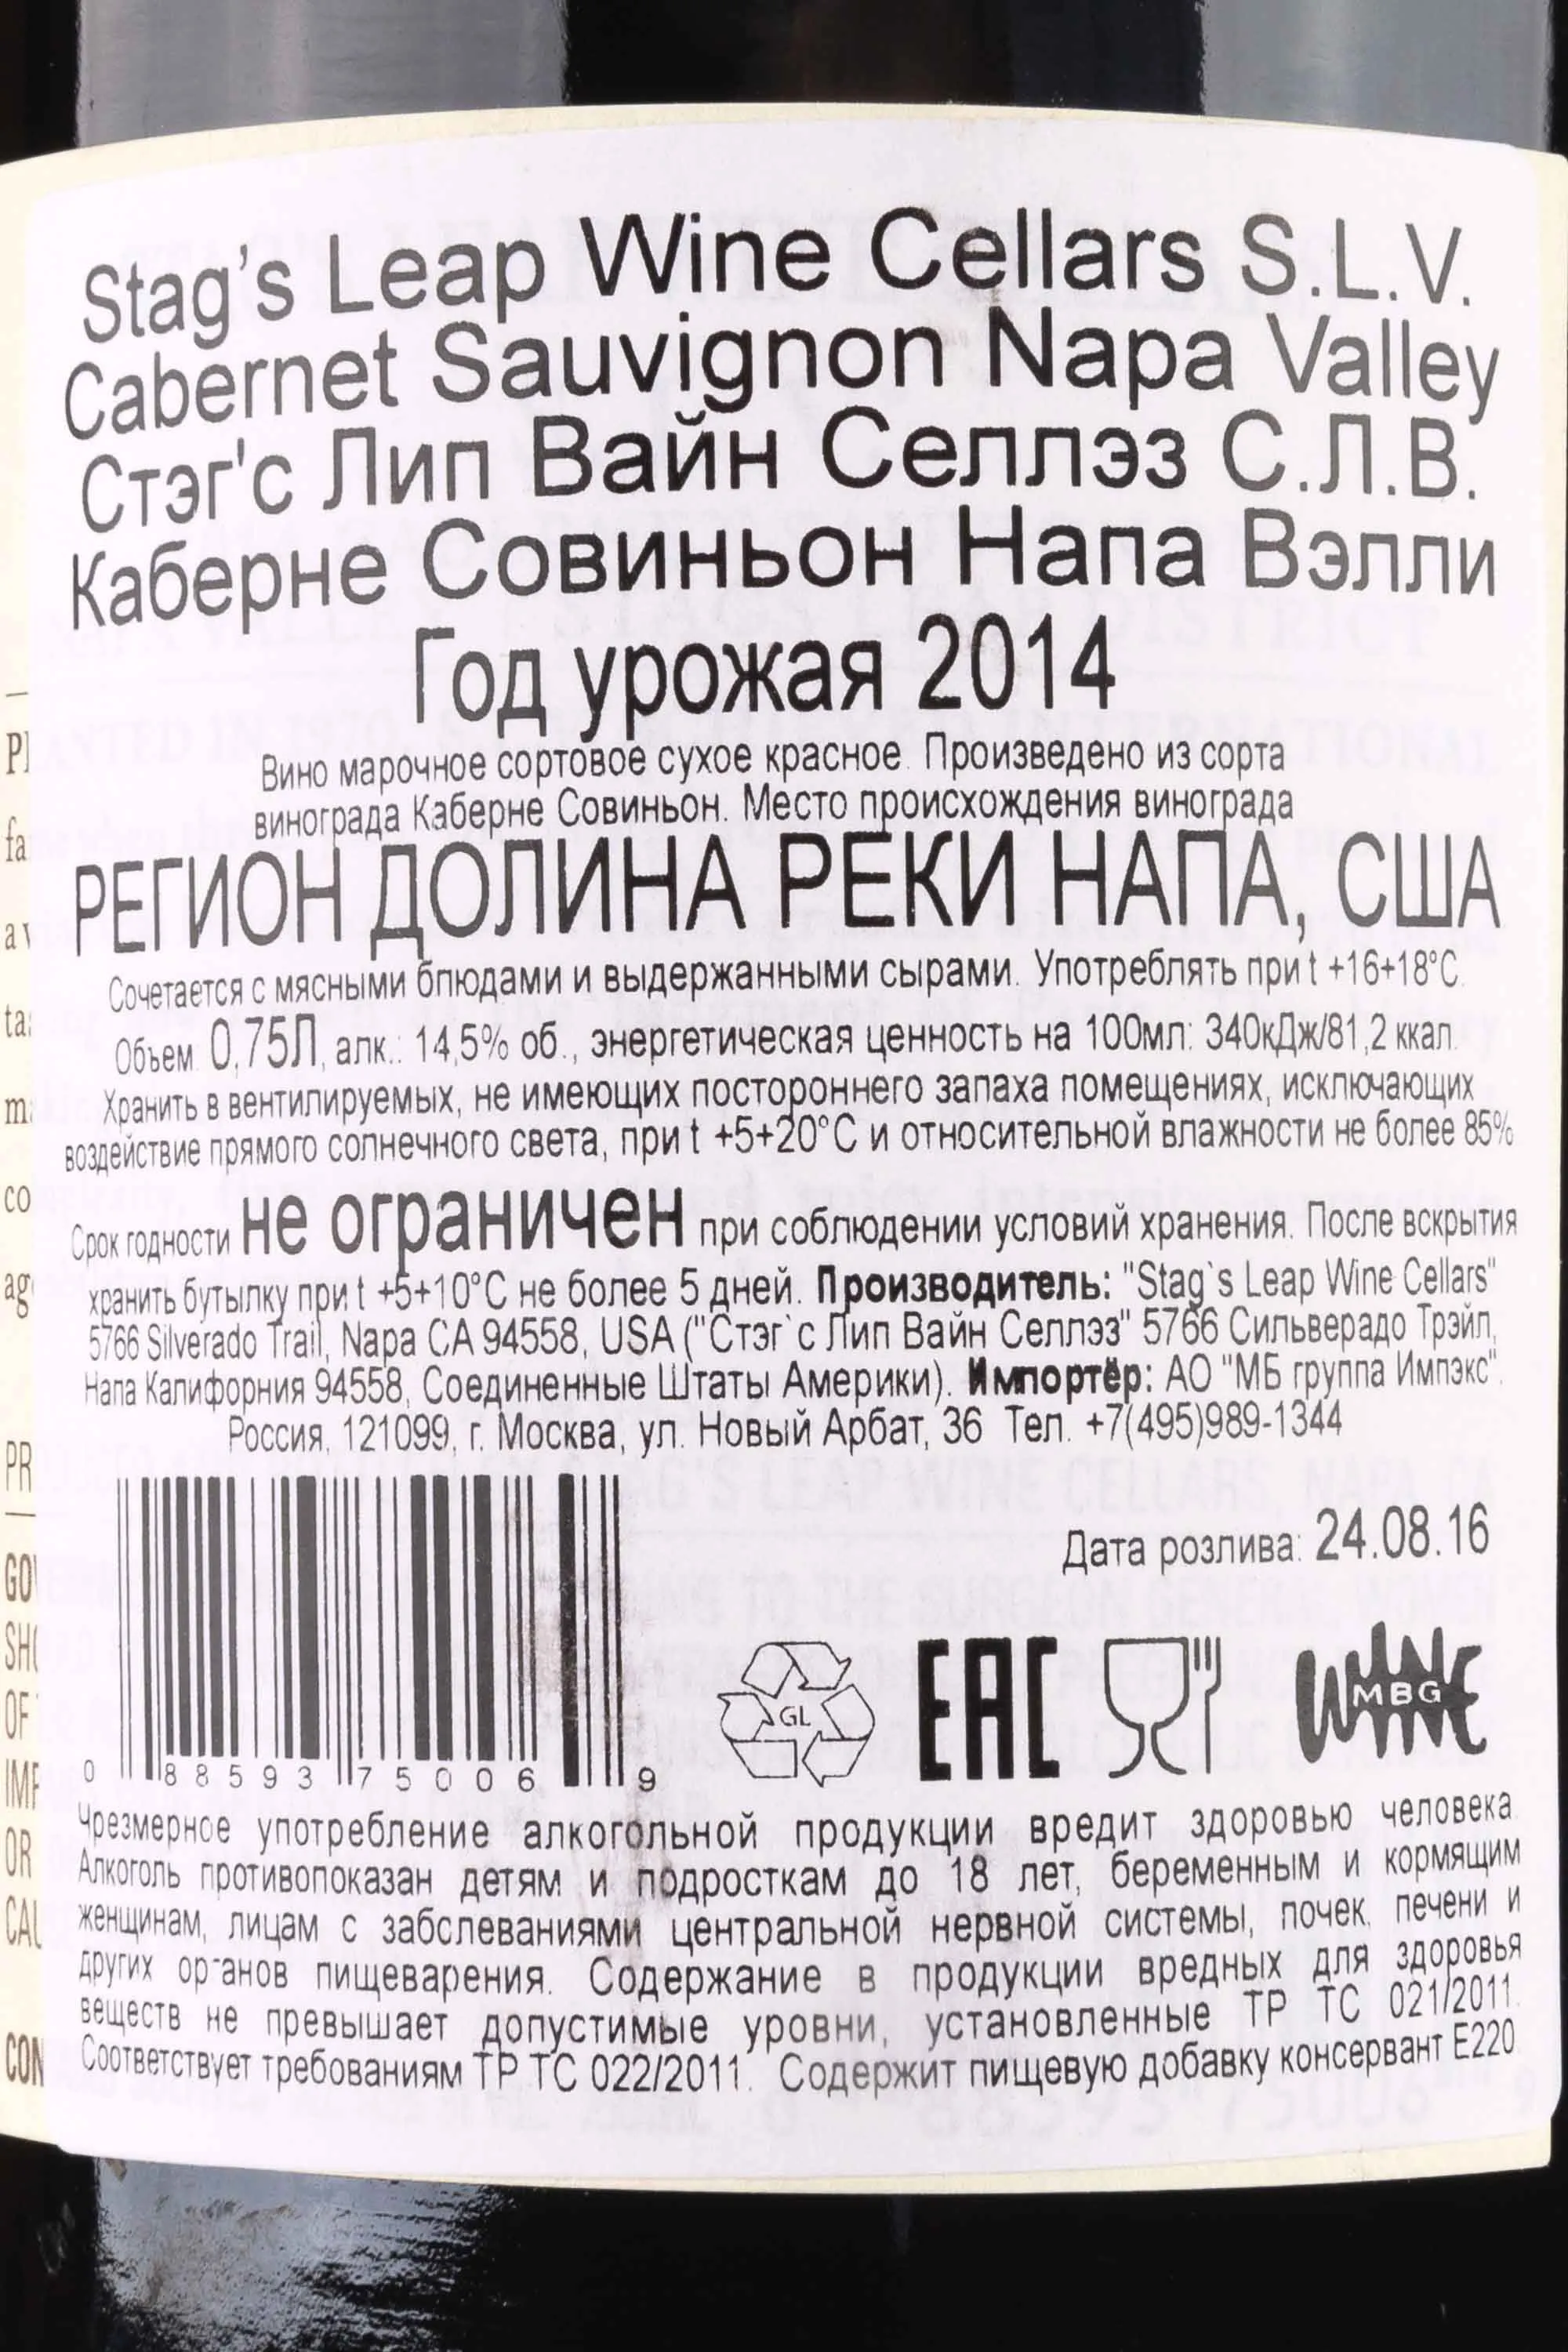 Stag's Leap Wine Cellars S.L.V.
Cabernet Sauvignon Napa Valley
Стэг'с Лип Вайн Селлэз С.Л.В.
Каберне Совиньон Напа Вэлли
Год урожая 2014
Вино марочное сортовое сухое красное. Произведено из сорта
винограда Каберне Совиньон. Место происхождения винограда
РЕГИОН ДОЛИНА РЕКИ НАПА, США
Сочетается с мясными блюдами и выдержанными сырами. Употреблять при t +16+18°С.
Объем 0,75Л, алк.: 14,5% об., энергетическая ценность на 100мл: 340кДж/81,2 ккал.
Хранить в вентилируемых, не имеющих постороннего запаха помещениях, исключающих
воздействие прямого солнечного света, при t +5+20°С и относительной влажности не более 85%
Срок годности не ограничен при соблюдении условий хранения. После вскрытия
хранить бутылку при t +5+10°С не более 5 дней. Производитель: "Stag`s Leap Wine Cellars"
5766 Silverado Trail, Napa CA 94558, USA ("Стэг`с Лип Вайн Селлэз" 5766 Сильверадо Трэйл,
Напа Калифорния 94558, Соединенные Штаты Америки). Импортёр: АО "МБ группа Импэкс".
Россия, 121099, г. Москва, ул. Новый Арбат, 36 Тел. +7(495)989-1344
Дата розлива: 24.08.16
GL
EAC
WINE
MBG
0 88593 75006 9
Чрезмерное употребление алкогольной продукции вредит здоровью человека.
Алкоголь противопоказан детям и подросткам до 18 лет, беременным и кормящим
женщинам, лицам с заболеваниями центральной нервной системы, почек, печени и
других органов пищеварения. Содержание в продукции вредных для здоровья
веществ не превышает допустимые уровни, установленные ТР ТС 021/2011.
Соответствует требованиям ТР ТС 022/2011. Содержит пищевую добавку консервант Е220